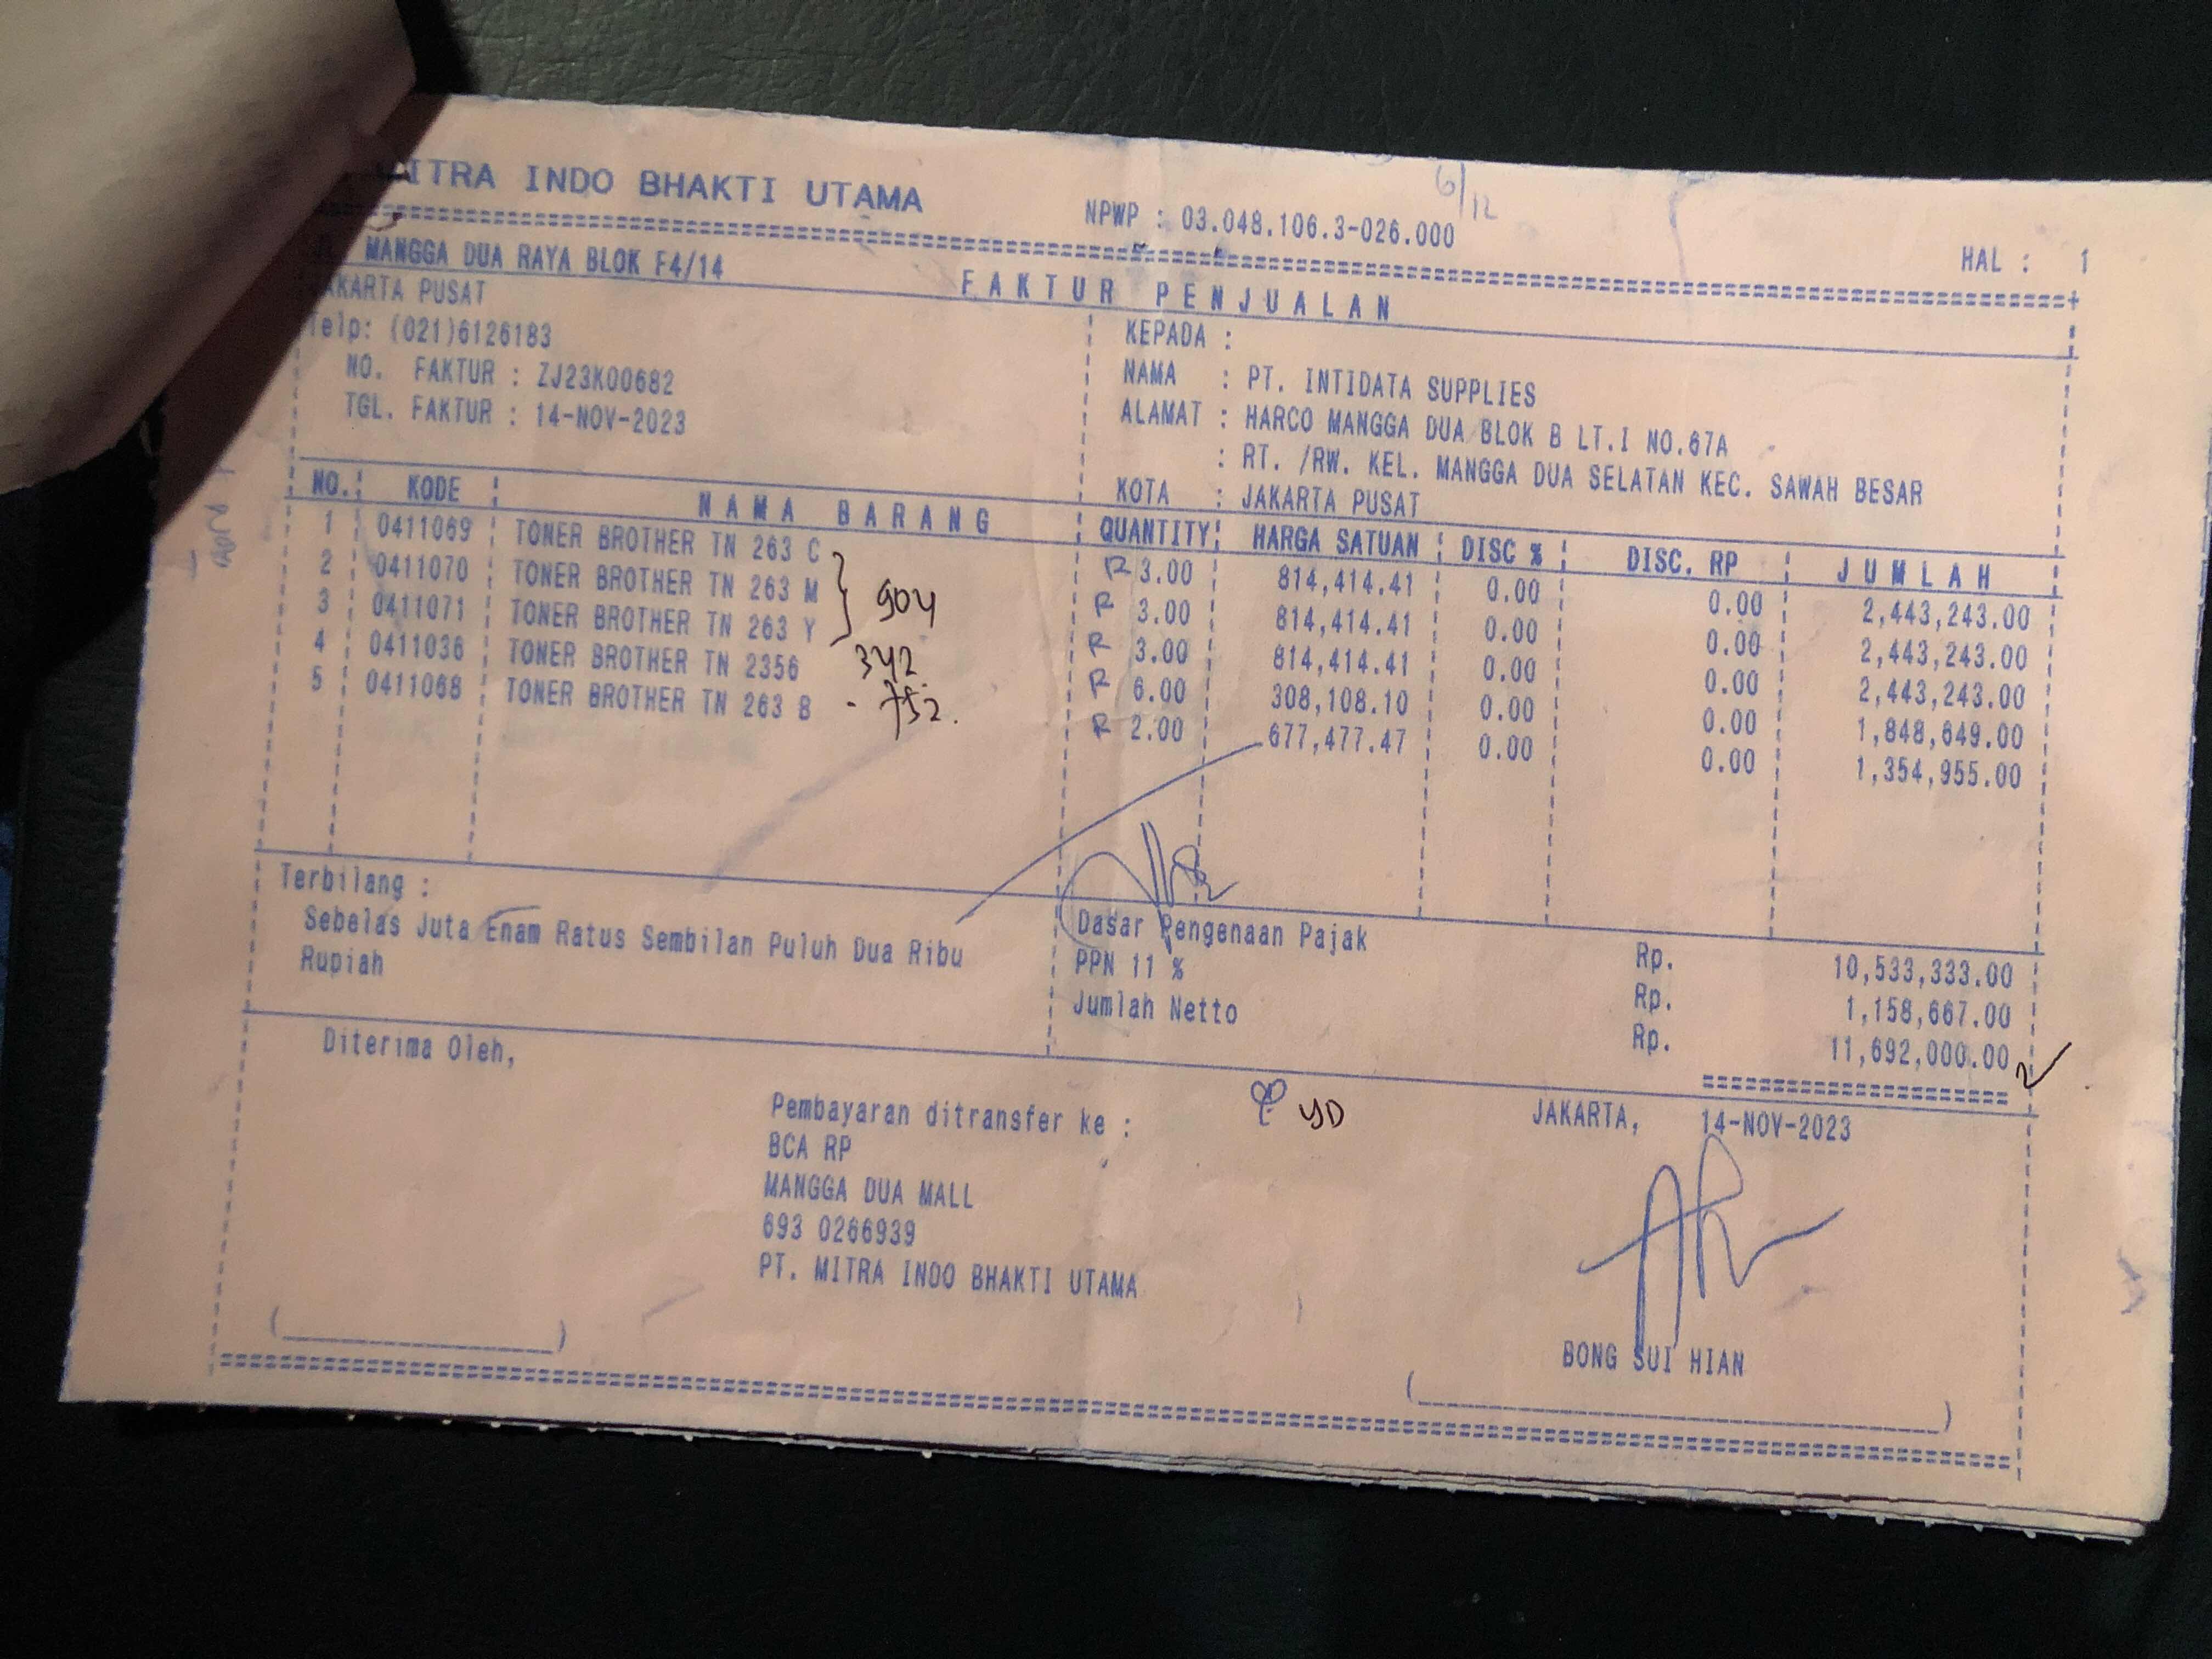 MITRA INDO BHAKTI UTAMA
NPWP : 03.048.106.3-026.000
6/12
HAL : 1
MANGGA DUA RAYA BLOK F4/14
JAKARTA PUSAT
Telp: (021)6126183
NO. FAKTUR : ZJ23K00682
TGL. FAKTUR : 14-NOV-2023
FAKTUR PENJUALAN
KEPADA :
NAMA : PT. INTIDATA SUPPLIES
ALAMAT : HARCO MANGGA DUA BLOK B LT.I NO.67A
: RT. /RW. KEL. MANGGA DUA SELATAN KEC. SAWAH BESAR
KOTA : JAKARTA PUSAT
NO. KODE NAMA BARANG QUANTITY HARGA SATUAN DISC % DISC. RP JUMLAH
1 0411069 TONER BROTHER TN 263 C R 3.00 814,414.41 0.00 0.00 2,443,243.00
2 0411070 TONER BROTHER TN 263 M 904 R 3.00 814,414.41 0.00 0.00 2,443,243.00
3 0411071 TONER BROTHER TN 263 Y R 3.00 814,414.41 0.00 0.00 2,443,243.00
4 0411036 TONER BROTHER TN 2356 342 R 6.00 308,108.10 0.00 0.00 1,848,649.00
5 0411068 TONER BROTHER TN 263 B - 752. R 2.00 677,477.47 0.00 0.00 1,354,955.00
Terbilang :
Sebelas Juta Enam Ratus Sembilan Puluh Dua Ribu
Rupiah
Dasar Pengenaan Pajak Rp. 10,533,333.00
PPN 11 % Rp. 1,158,667.00
Jumlah Netto Rp. 11,692,000.00
Diterima Oleh,
Pembayaran ditransfer ke :
BCA RP
MANGGA DUA MALL
693 0266939
PT. MITRA INDO BHAKTI UTAMA
JAKARTA, 14-NOV-2023
BONG SUI HIAN